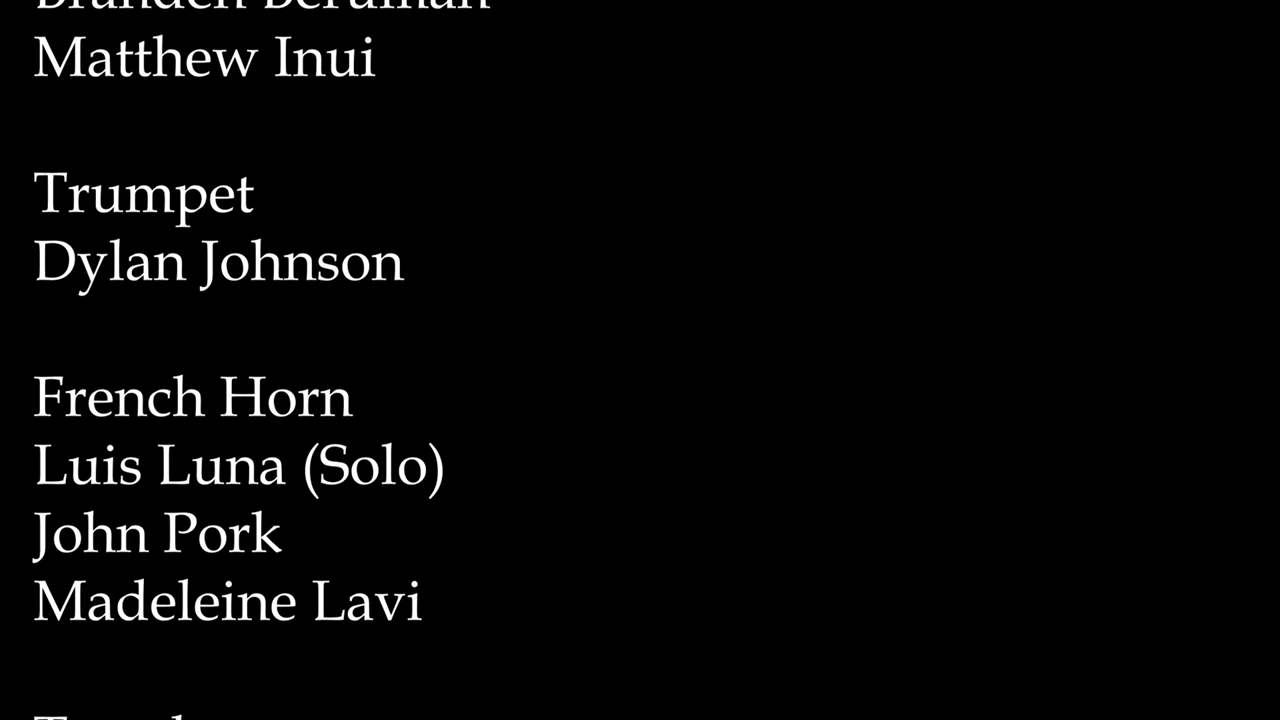 Matthew Inui
Trumpet
Dylan Johnson
French Horn
Luis Luna (Solo)
John Pork
Madeleine Lavi